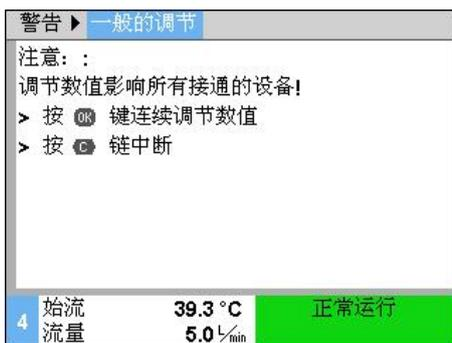 警告 ▶ 一般的调节
注意：:
调节数值影响所有接通的设备!
> 按 OK 键连续调节数值
> 按 C 链中断
4 始流 39.3 °C 正常运行
流量 5.0 L/min